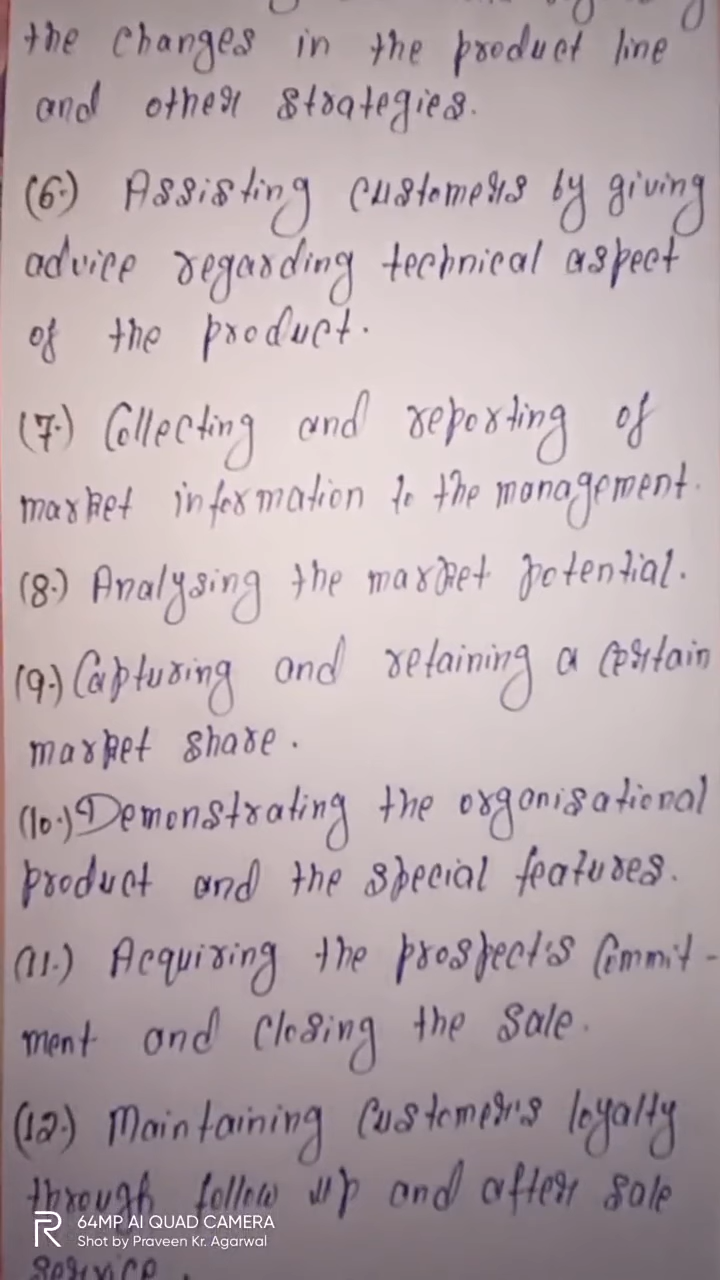 the changes in the product line
and other strategies.
(6.) Assisting customers by giving
advice regarding technical aspect
of the product.
(7.) Collecting and reporting of
market information to the management.
(8.) Analysing the market potential.
(9.) Capturing and retaining a certain
market share.
(10.) Demonstrating the organisational
product and the special features.
(11.) Acquiring the prospect's Commit-
ment and closing the sale.
(12.) Maintaining customer's loyalty
through follow up and after sale
service.
64MP AI QUAD CAMERA
Shot by Praveen Kr. Agarwal